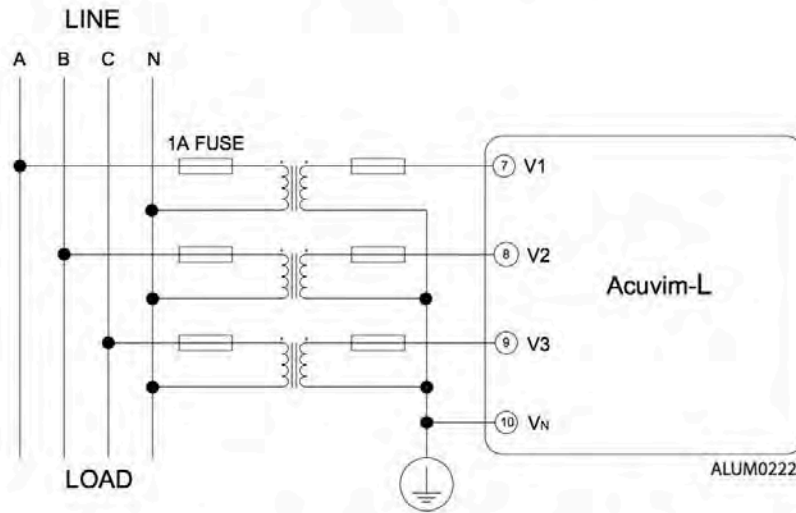 LINE
A B C N
1A FUSE
7 V1
8 V2
Acuvim-L
9 V3
10 VN
ALUM0222
LOAD